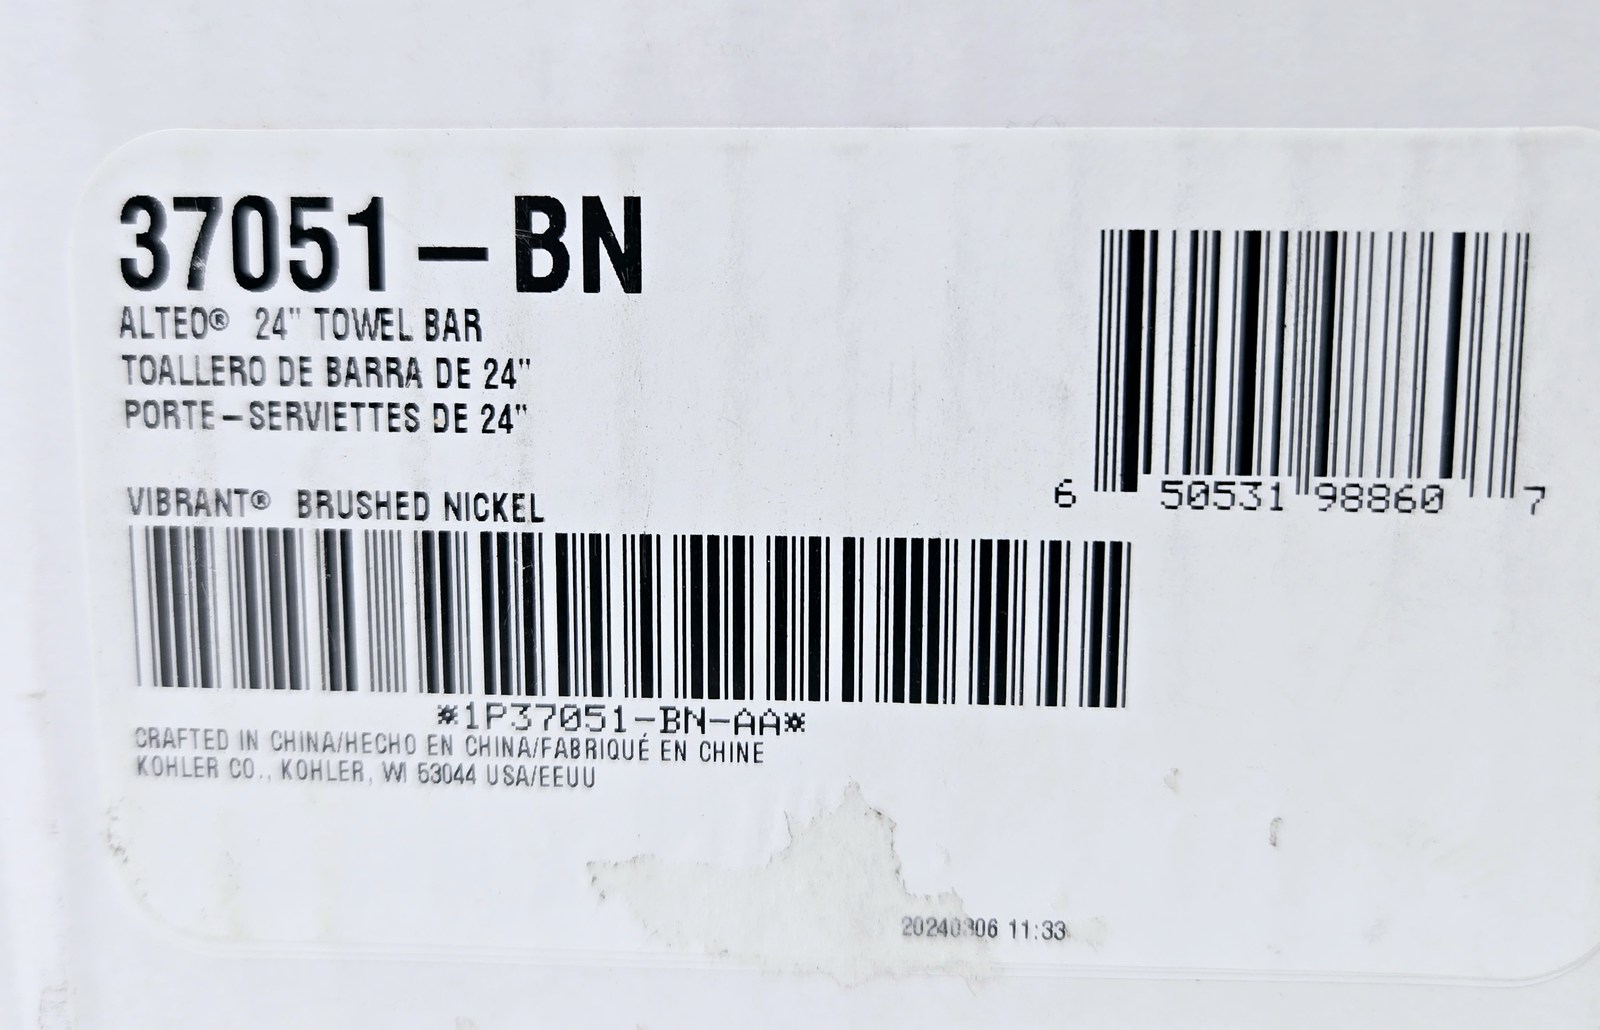 37051-BN
ALTEO® 24" TOWEL BAR
TOALLERO DE BARRA DE 24"
PORTE-SERVIETTES DE 24"
VIBRANT® BRUSHED NICKEL
6 50531 98860 7
*1P37051-BN-AA*
CRAFTED IN CHINA/HECHO EN CHINA/FABRIQUÉ EN CHINE
KOHLER CO., KOHLER, WI 53044 USA/EEUU
20240306 11:33